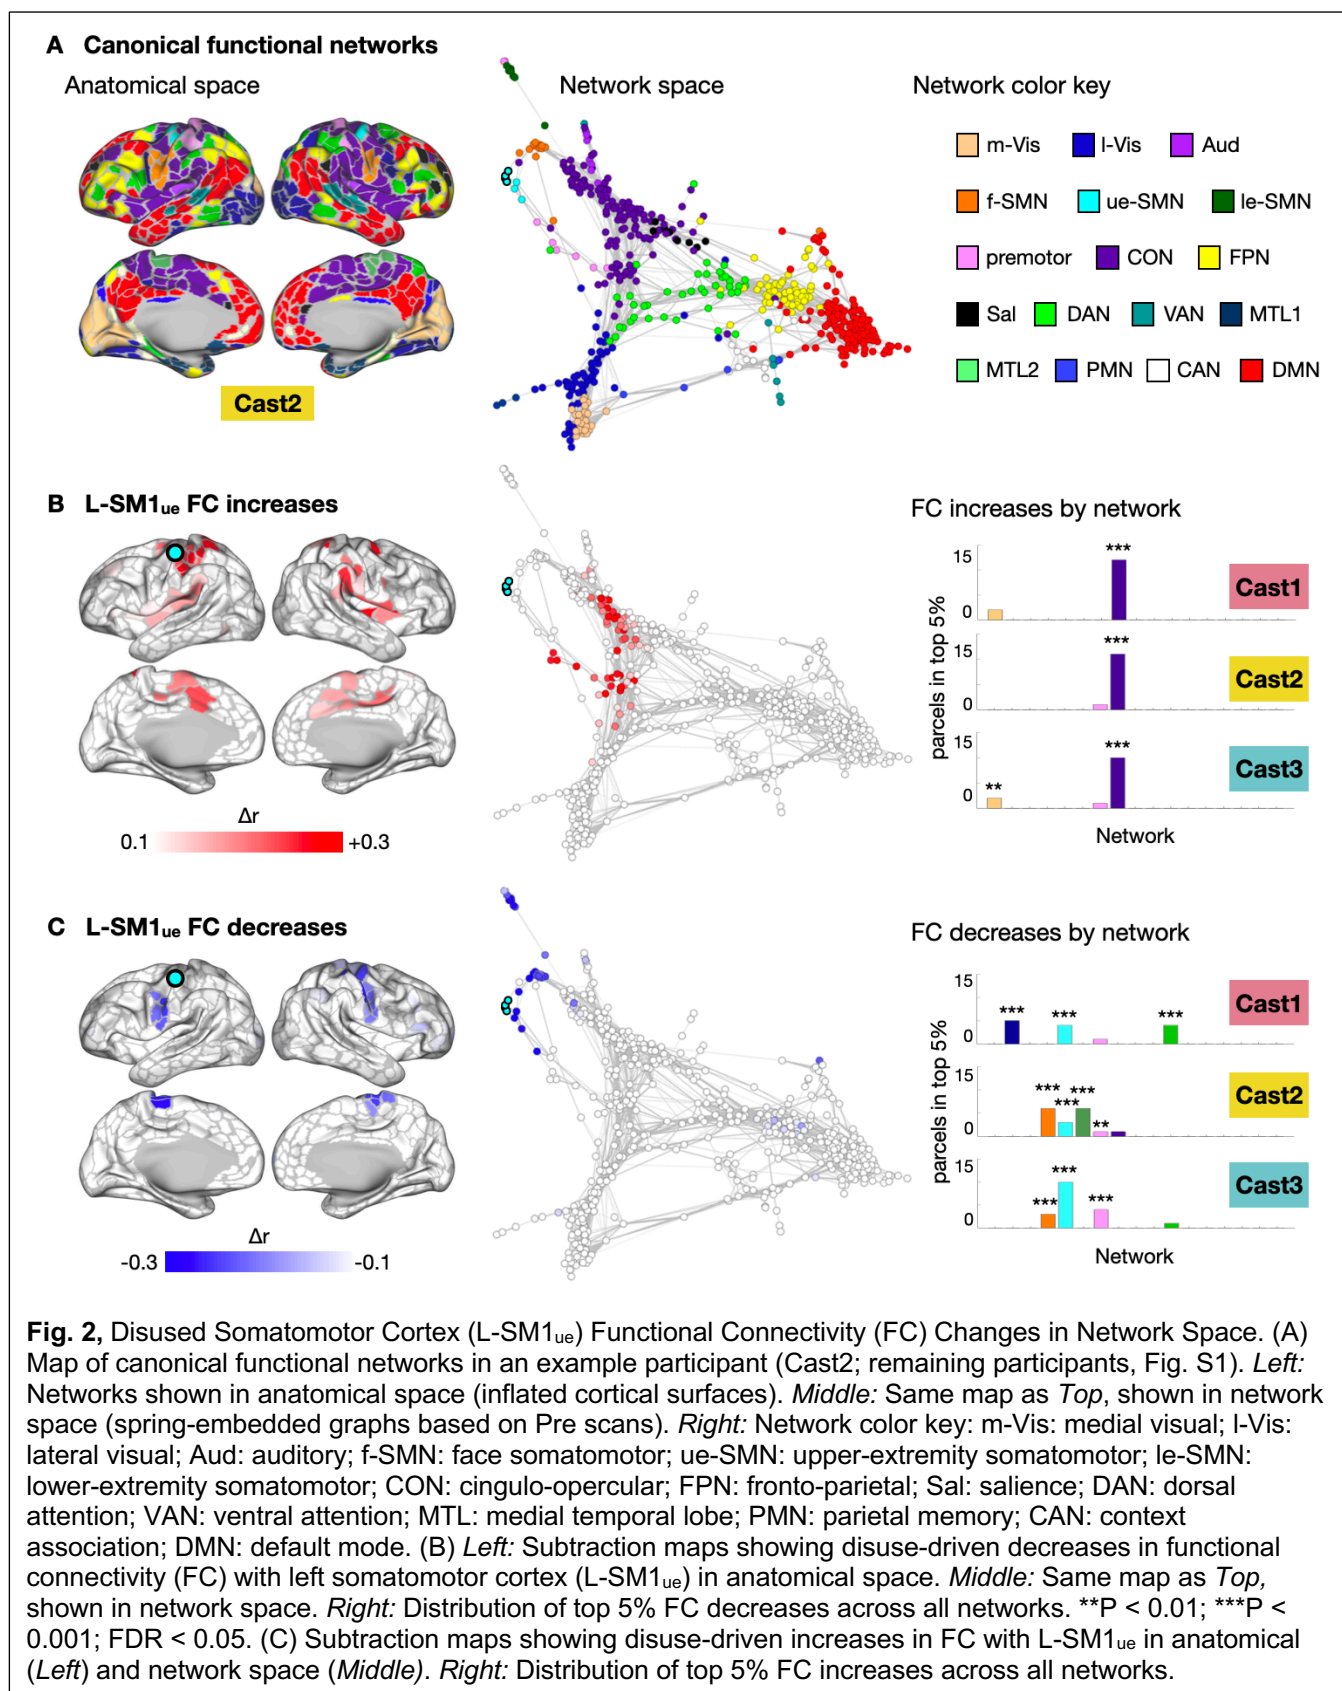 A Canonical functional networks
Anatomical space
Network space
Network color key
m-Vis l-Vis Aud
f-SMN ue-SMN le-SMN
premotor CON FPN
Sal DAN VAN MTL1
MTL2 PMN CAN DMN
Cast2
B L-SM1ue FC increases
FC increases by network
parcels in top 5%
15
***
Cast1
0
15
***
Cast2
0
15
***
**
Cast3
0
Network
Δr
0.1 +0.3
C L-SM1ue FC decreases
FC decreases by network
parcels in top 5%
15
*** *** ***
Cast1
0
15
*** *** *** **
Cast2
0
15
*** *** ***
Cast3
0
Network
Δr
-0.3 -0.1
Fig. 2, Disused Somatomotor Cortex (L-SM1ue) Functional Connectivity (FC) Changes in Network Space. (A)
Map of canonical functional networks in an example participant (Cast2; remaining participants, Fig. S1). Left:
Networks shown in anatomical space (inflated cortical surfaces). Middle: Same map as Top, shown in network
space (spring-embedded graphs based on Pre scans). Right: Network color key: m-Vis: medial visual; l-Vis:
lateral visual; Aud: auditory; f-SMN: face somatomotor; ue-SMN: upper-extremity somatomotor; le-SMN:
lower-extremity somatomotor; CON: cingulo-opercular; FPN: fronto-parietal; Sal: salience; DAN: dorsal
attention; VAN: ventral attention; MTL: medial temporal lobe; PMN: parietal memory; CAN: context
association; DMN: default mode. (B) Left: Subtraction maps showing disuse-driven decreases in functional
connectivity (FC) with left somatomotor cortex (L-SM1ue) in anatomical space. Middle: Same map as Top,
shown in network space. Right: Distribution of top 5% FC decreases across all networks. **P < 0.01; ***P <
0.001; FDR < 0.05. (C) Subtraction maps showing disuse-driven increases in FC with L-SM1ue in anatomical
(Left) and network space (Middle). Right: Distribution of top 5% FC increases across all networks.